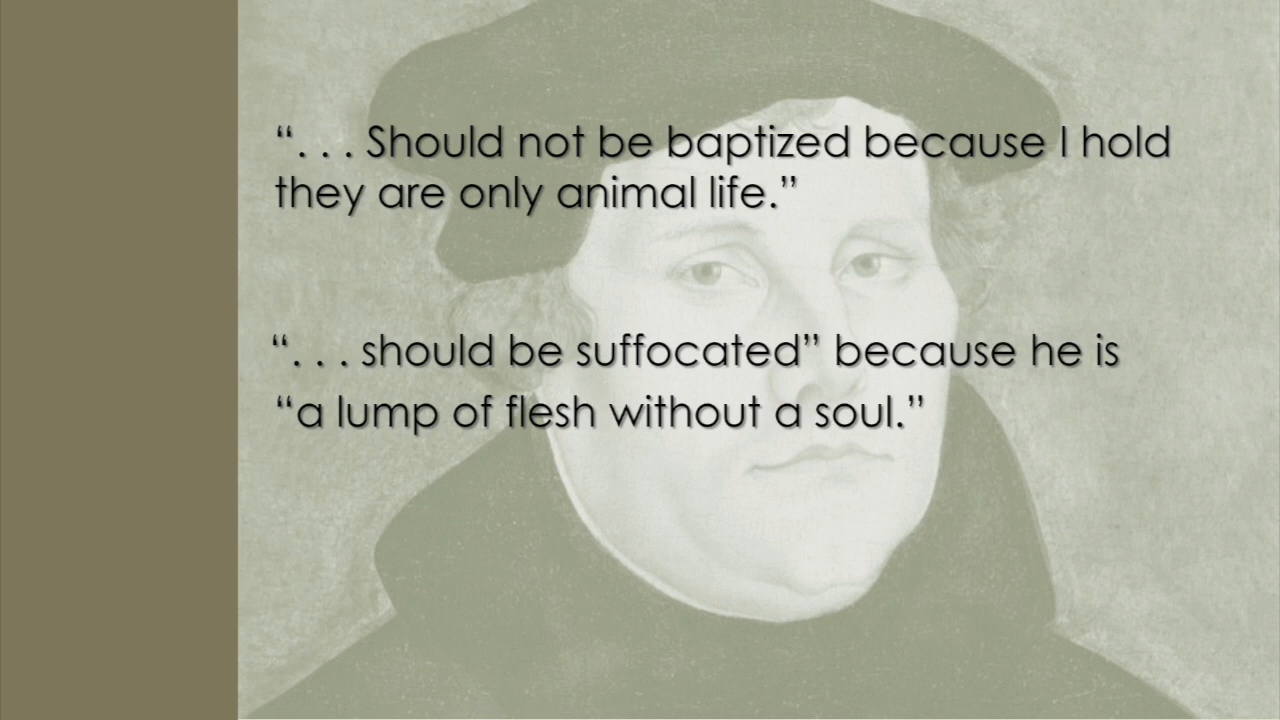 “. . . Should not be baptized because I hold
they are only animal life.”
“. . . should be suffocated” because he is
“a lump of flesh without a soul.”